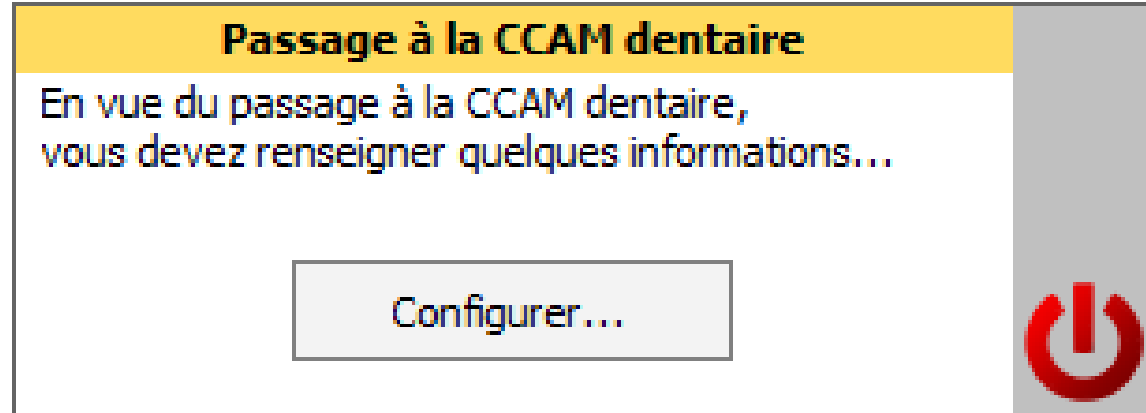 Passage à la CCAM dentaire
En vue du passage à la CCAM dentaire,
vous devez renseigner quelques informations...
Configurer...